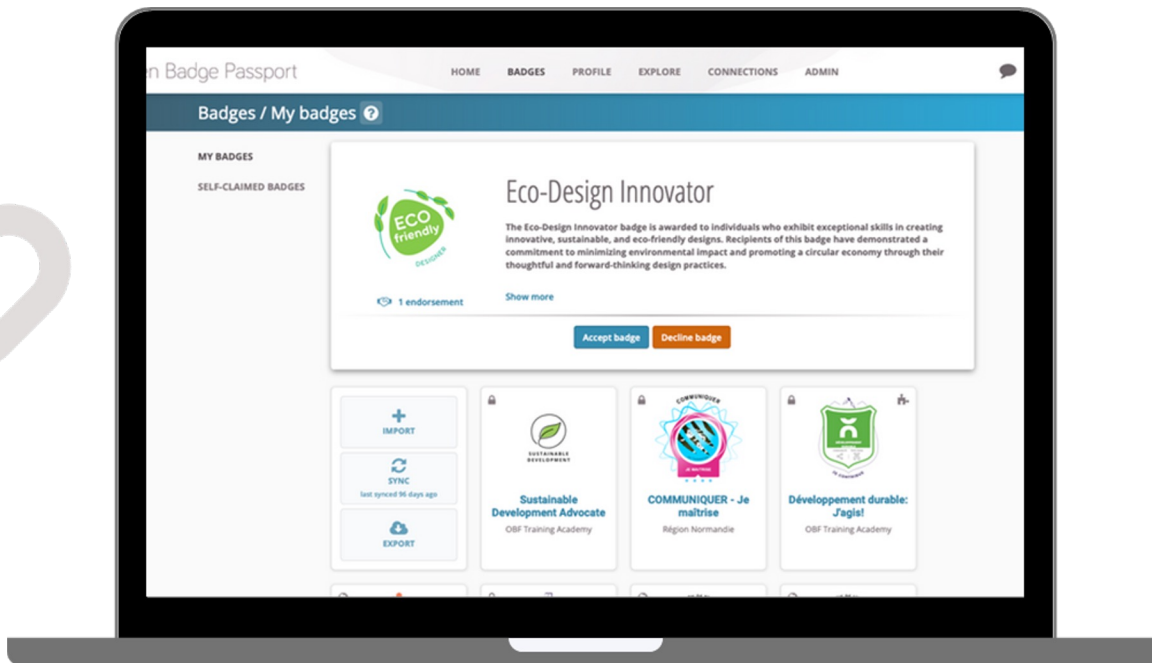 en Badge Passport
HOME BADGES PROFILE EXPLORE CONNECTIONS ADMIN
Badges / My badges ?
MY BADGES
SELF-CLAIMED BADGES
ECO
friendly
DESIGNER
1 endorsement
Eco-Design Innovator
The Eco-Design Innovator badge is awarded to individuals who exhibit exceptional skills in creating
innovative, sustainable, and eco-friendly designs. Recipients of this badge have demonstrated a
commitment to minimizing environmental impact and promoting a circular economy through their
thoughtful and forward-thinking design practices.
Show more
Accept badge Decline badge
IMPORT
SYNC
last synced 96 days ago
EXPORT
SUSTAINABLE
DEVELOPMENT
Sustainable
Development Advocate
OBF Training Academy
COMMUNIQUER
JE MAITRISE
COMMUNIQUER - Je
maîtrise
Région Normandie
Développement durable:
J'agis!
OBF Training Academy